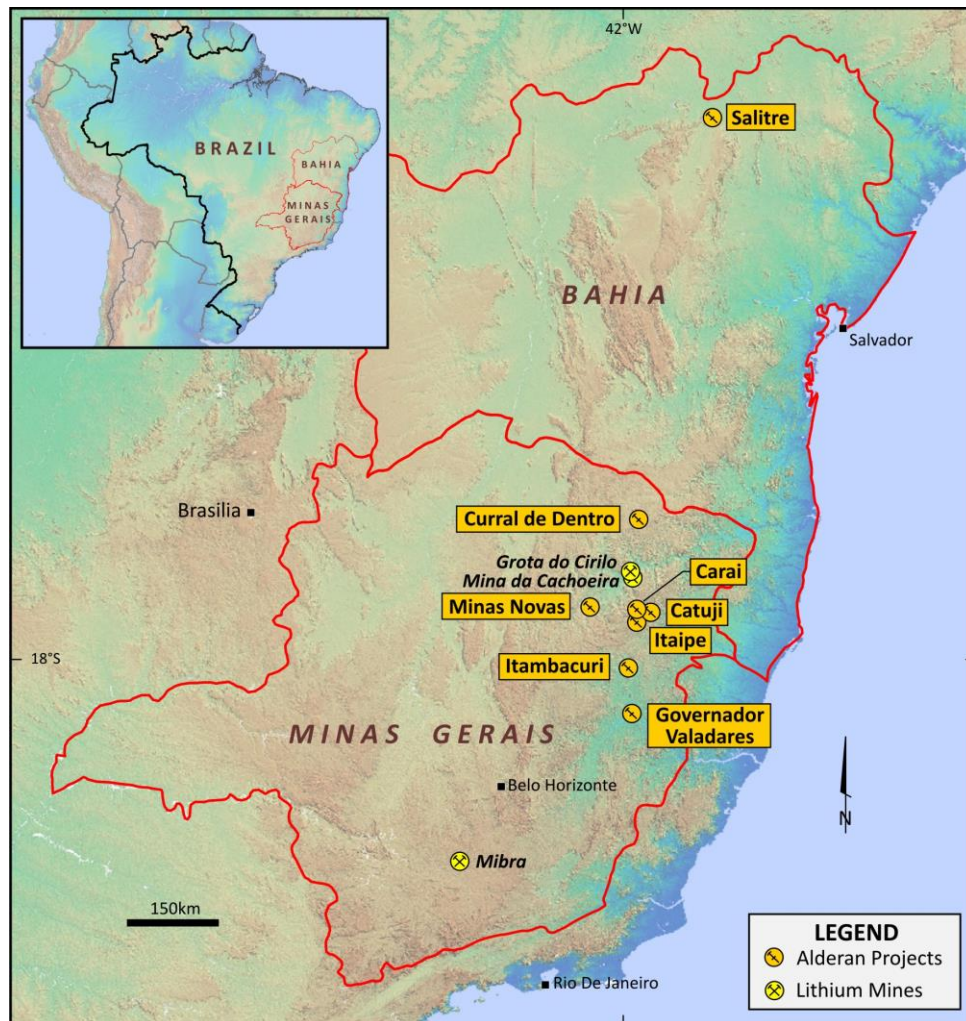 42°W
Salitre
BRAZIL
BAHIA
MINAS
GERAIS
BAHIA
Salvador
Brasilia
Curral de Dentro
Grota do Cirilo
Mina da Cachoeira
Carai
Minas Novas
Catuji
Itaipe
18°S
Itambacuri
Governador
Valadares
MINAS GERAIS
Belo Horizonte
N
Mibra
150km
LEGEND
Alderan Projects
Lithium Mines
Rio De Janeiro